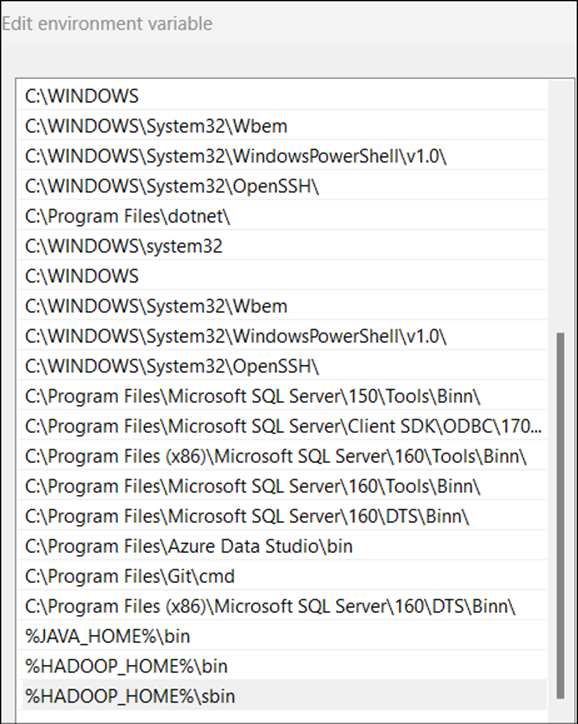 Edit environment variable
C:\WINDOWS
C:\WINDOWS\System32\Wbem
C:\WINDOWS\System32\WindowsPowerShell\v1.0\
C:\WINDOWS\System32\OpenSSH\
C:\Program Files\dotnet\
C:\WINDOWS\system32
C:\WINDOWS
C:\WINDOWS\System32\Wbem
C:\WINDOWS\System32\WindowsPowerShell\v1.0\
C:\WINDOWS\System32\OpenSSH\
C:\Program Files\Microsoft SQL Server\150\Tools\Binn\
C:\Program Files\Microsoft SQL Server\Client SDK\ODBC\170...
C:\Program Files (x86)\Microsoft SQL Server\160\Tools\Binn\
C:\Program Files\Microsoft SQL Server\160\Tools\Binn\
C:\Program Files\Microsoft SQL Server\160\DTS\Binn\
C:\Program Files\Azure Data Studio\bin
C:\Program Files\Git\cmd
C:\Program Files (x86)\Microsoft SQL Server\160\DTS\Binn\
%JAVA_HOME%\bin
%HADOOP_HOME%\bin
%HADOOP_HOME%\sbin